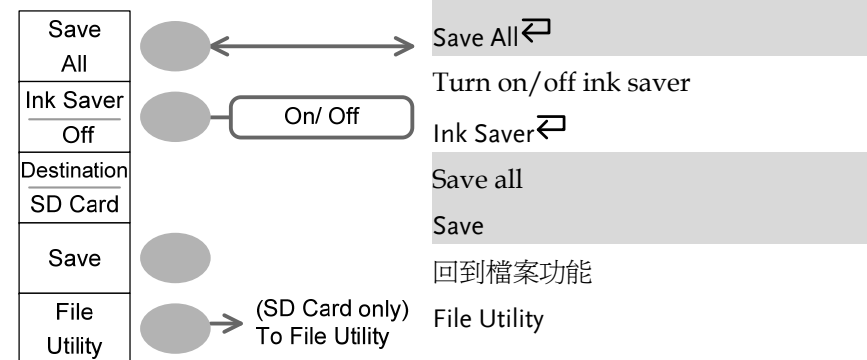 Save
All
Ink Saver
Off
Destination
SD Card
Save
File
Utility
On/ Off
(SD Card only)
To File Utility
Save All
Turn on/off ink saver
Ink Saver
Save all
Save
回到檔案功能
File Utility